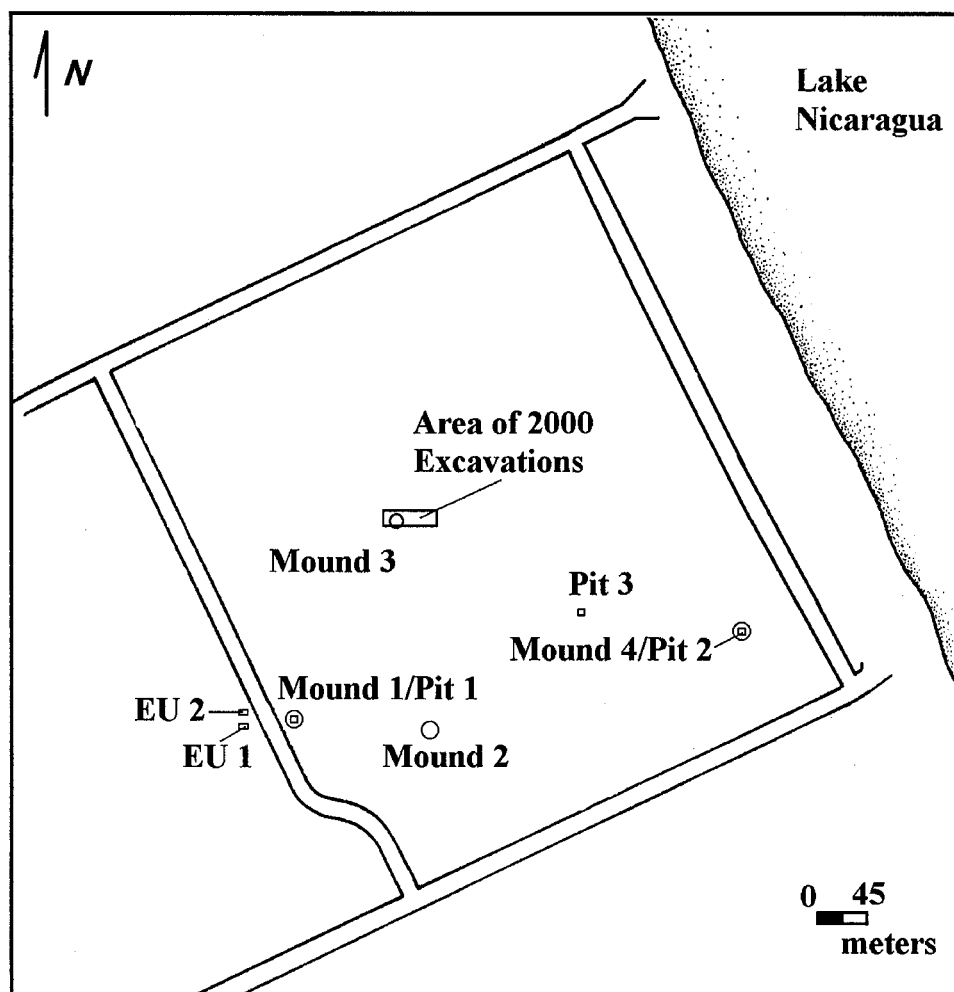 N
Lake
Nicaragua
Area of 2000
Excavations
Mound 3
Pit 3
Mound 4/Pit 2
Mound 1/Pit 1
EU 2
EU 1
Mound 2
0 45
meters